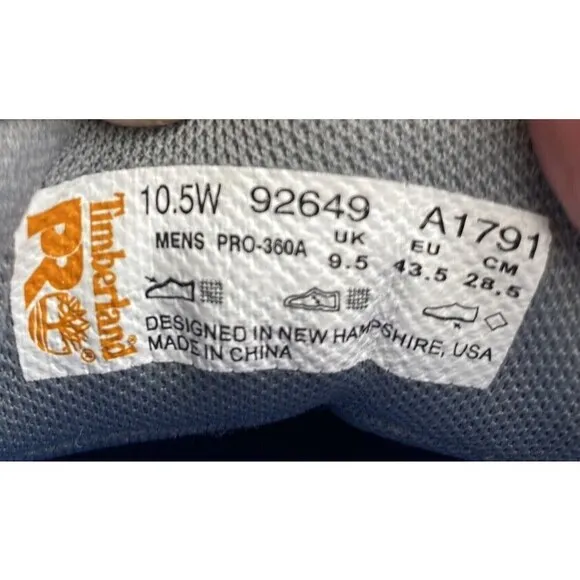 Timberland
PRO®
10.5W 92649 A1791
MENS PRO-360A UK EU CM
9.5 43.5 28.5
DESIGNED IN NEW HAMPSHIRE, USA
MADE IN CHINA